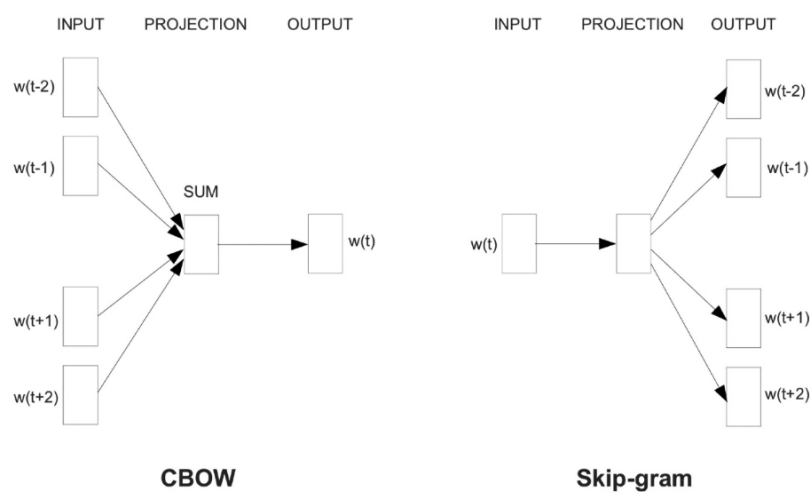 INPUT PROJECTION OUTPUT
w(t-2)
w(t-1)
SUM
w(t)
w(t+1)
w(t+2)
CBOW
INPUT PROJECTION OUTPUT
w(t-2)
w(t-1)
w(t)
w(t+1)
w(t+2)
Skip-gram